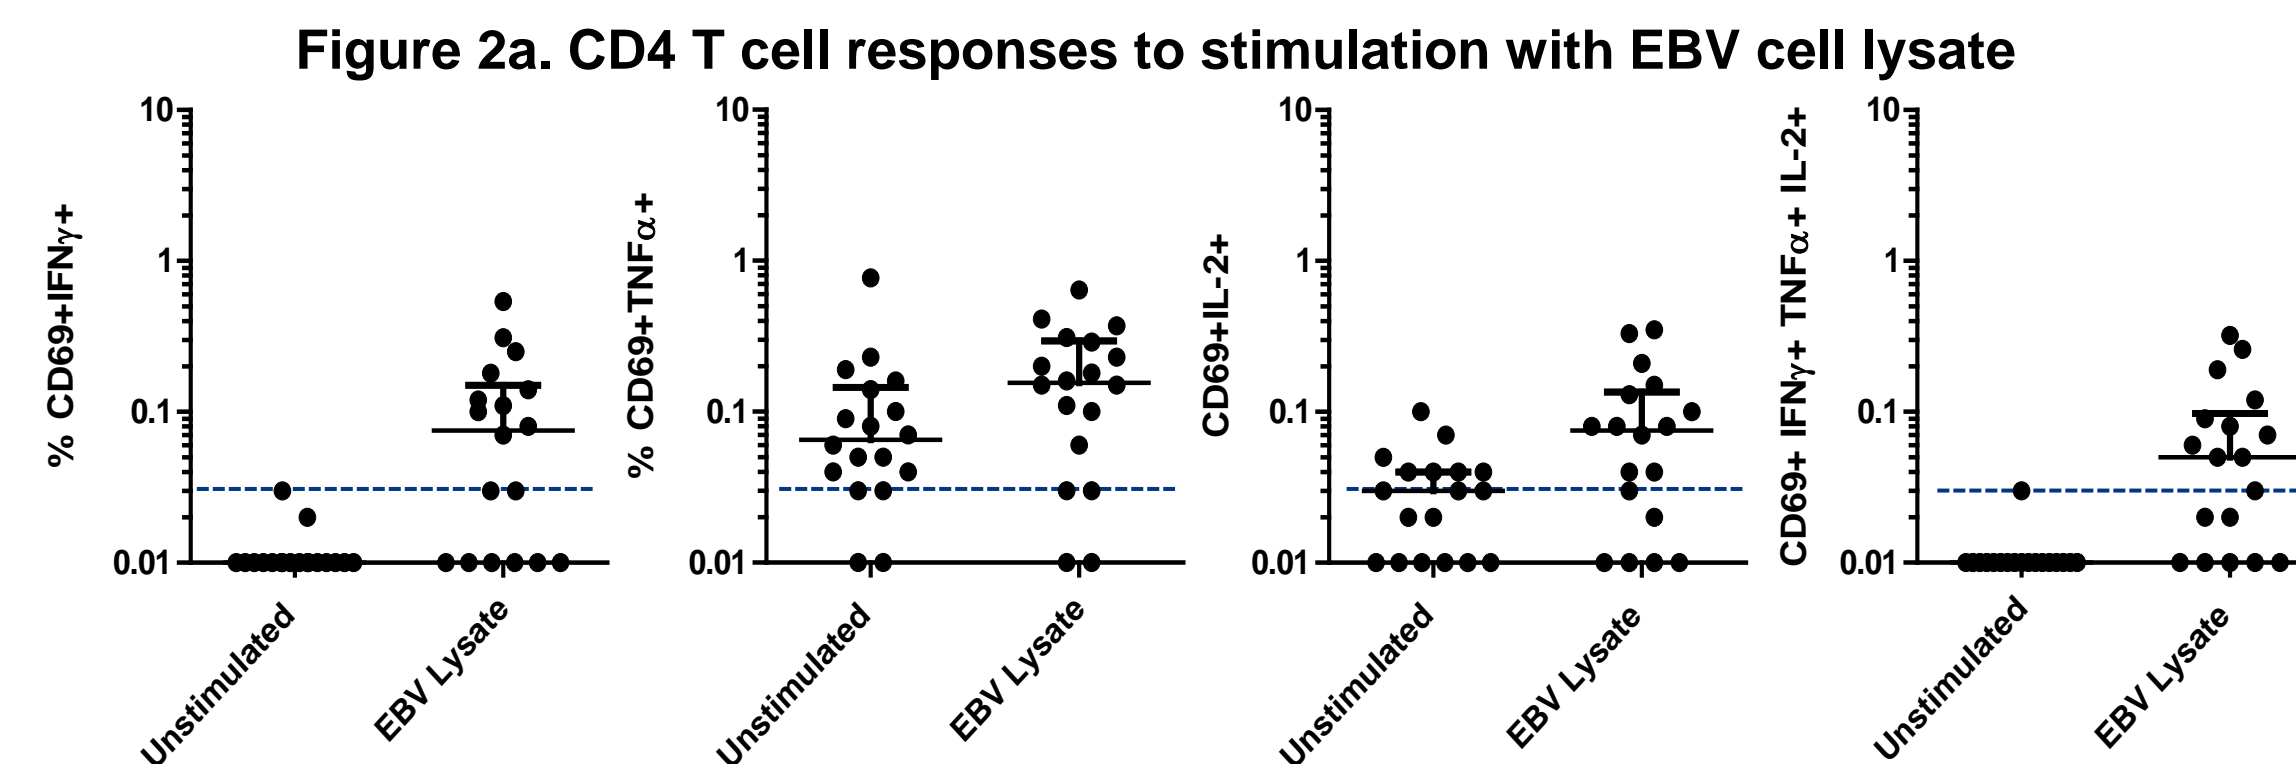 Figure 2a. CD4 T cell responses to stimulation with EBV cell lysate
% CD69+IFNγ+
10
1
0.1
0.01
Unstimulated
EBV Lysate
% CD69+TNFα+
10
1
0.1
0.01
Unstimulated
EBV Lysate
CD69+IL-2+
10
1
0.1
0.01
Unstimulated
EBV Lysate
CD69+ IFNγ+ TNFα+ IL-2+
10
1
0.1
0.01
Unstimulated
EBV Lysate